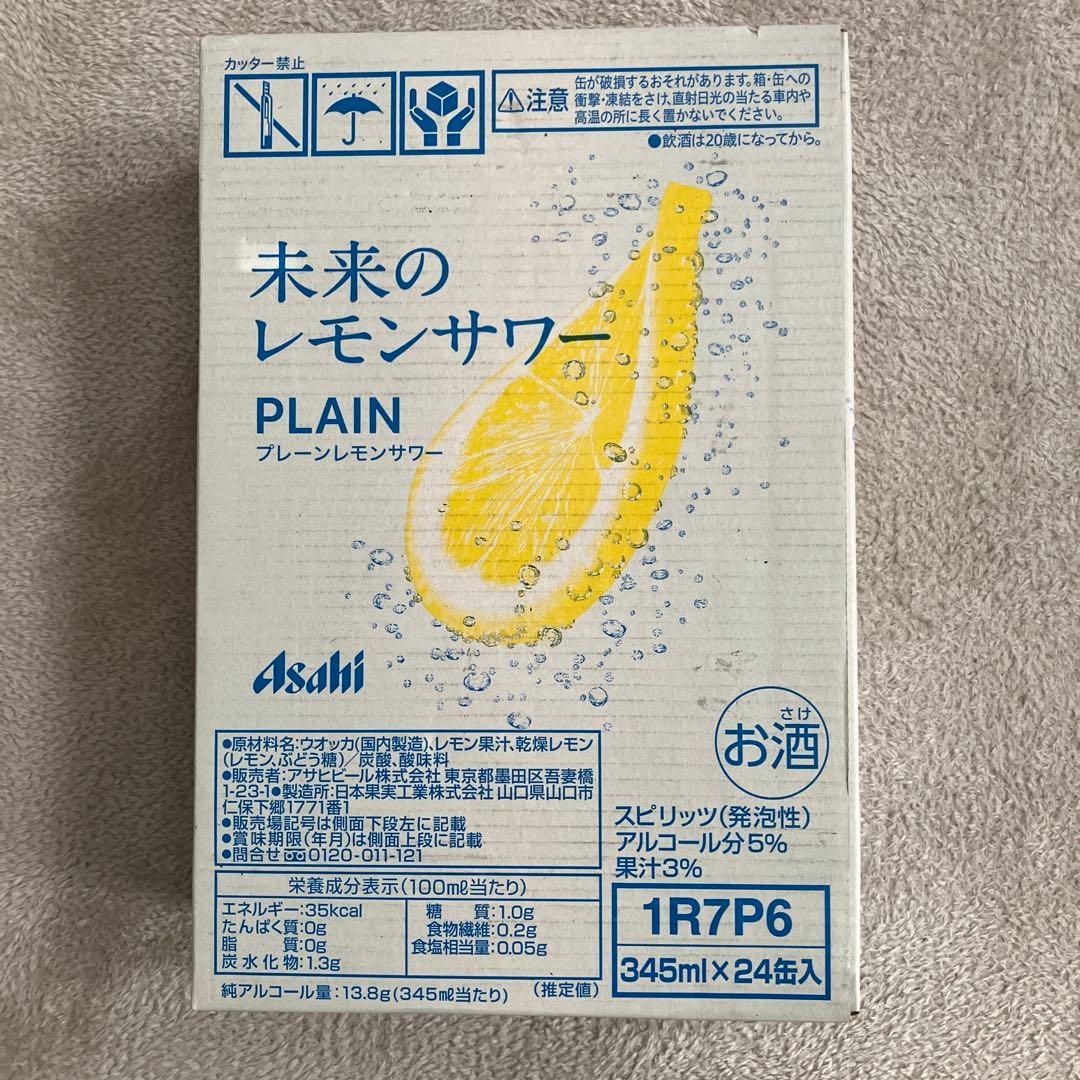 カッター禁止
⚠注意
缶が破損するおそれがあります。箱・缶への
衝撃・凍結をさけ、直射日光の当たる車内や
高温の所に長く置かないでください。
●飲酒は20歳になってから。
未来の
レモンサワー
PLAIN
プレーンレモンサワー
Asahi
さけ
お酒
●原材料名:ウオッカ(国内製造)、レモン果汁、乾燥レモン
(レモン、ぶどう糖)／炭酸、酸味料
●販売者:アサヒビール株式会社 東京都墨田区吾妻橋
1-23-1●製造所:日本果実工業株式会社 山口県山口市
仁保下郷1771番1
●販売場記号は側面下段左に記載
●賞味期限(年月)は側面上段に記載
●問合せ 0120-011-121
スピリッツ(発泡性)
アルコール分5%
果汁3%
栄養成分表示(100mℓ当たり)
エネルギー:35kcal
たんぱく質:0g
脂質:0g
炭水化物:1.3g
糖質:1.0g
食物繊維:0.2g
食塩相当量:0.05g
純アルコール量:13.8g(345mℓ当たり) (推定値)
1R7P6
345ml×24缶入